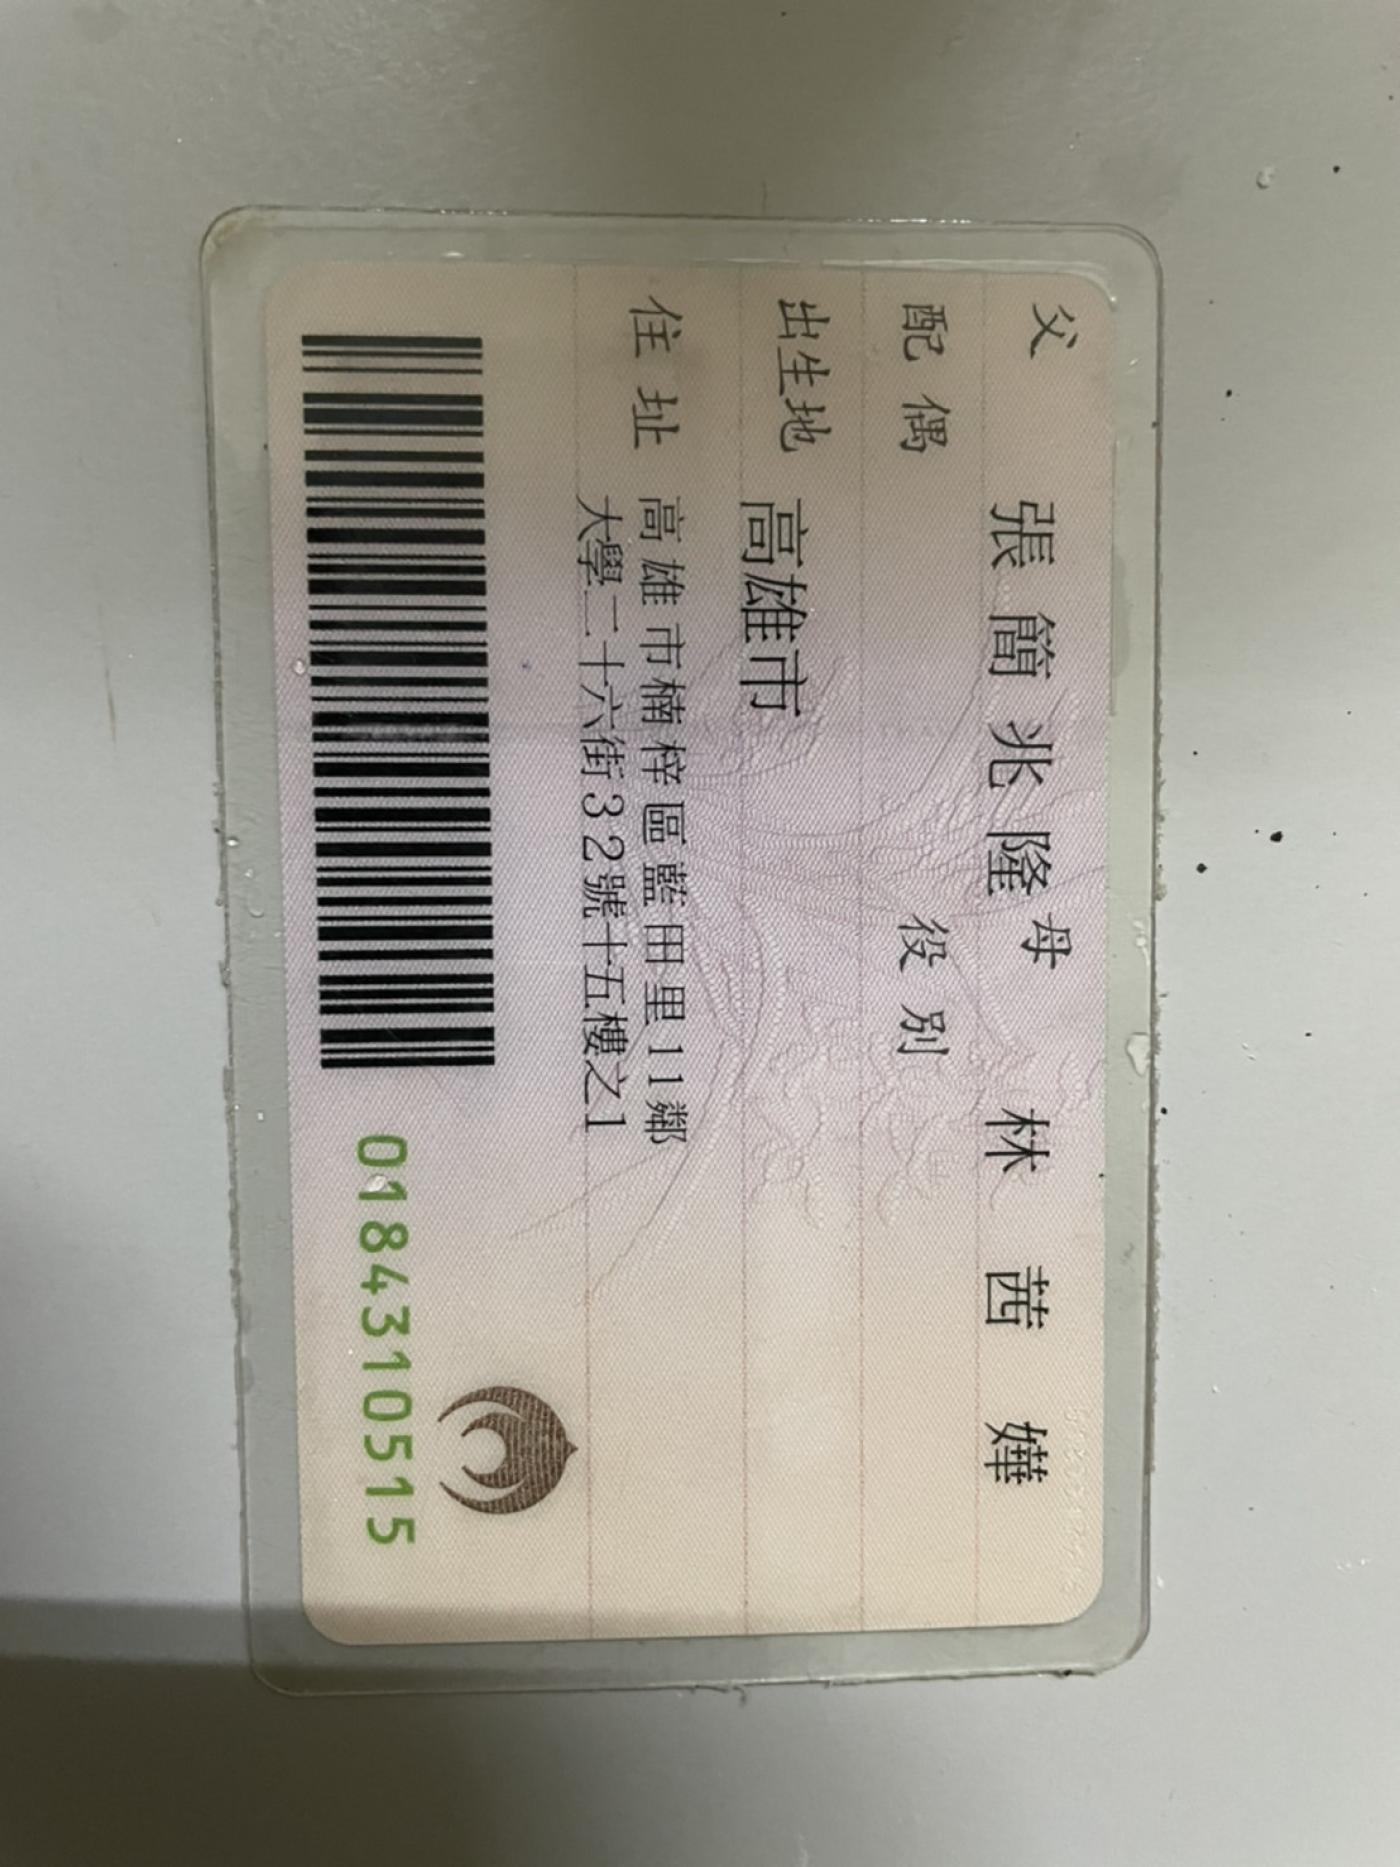 父 張簡兆隆 母 林茜嬅
配偶 役別
出生地 高雄市
住址 高雄市楠梓區藍田里11鄰
大學二十六街32號十五樓之1
0184310515